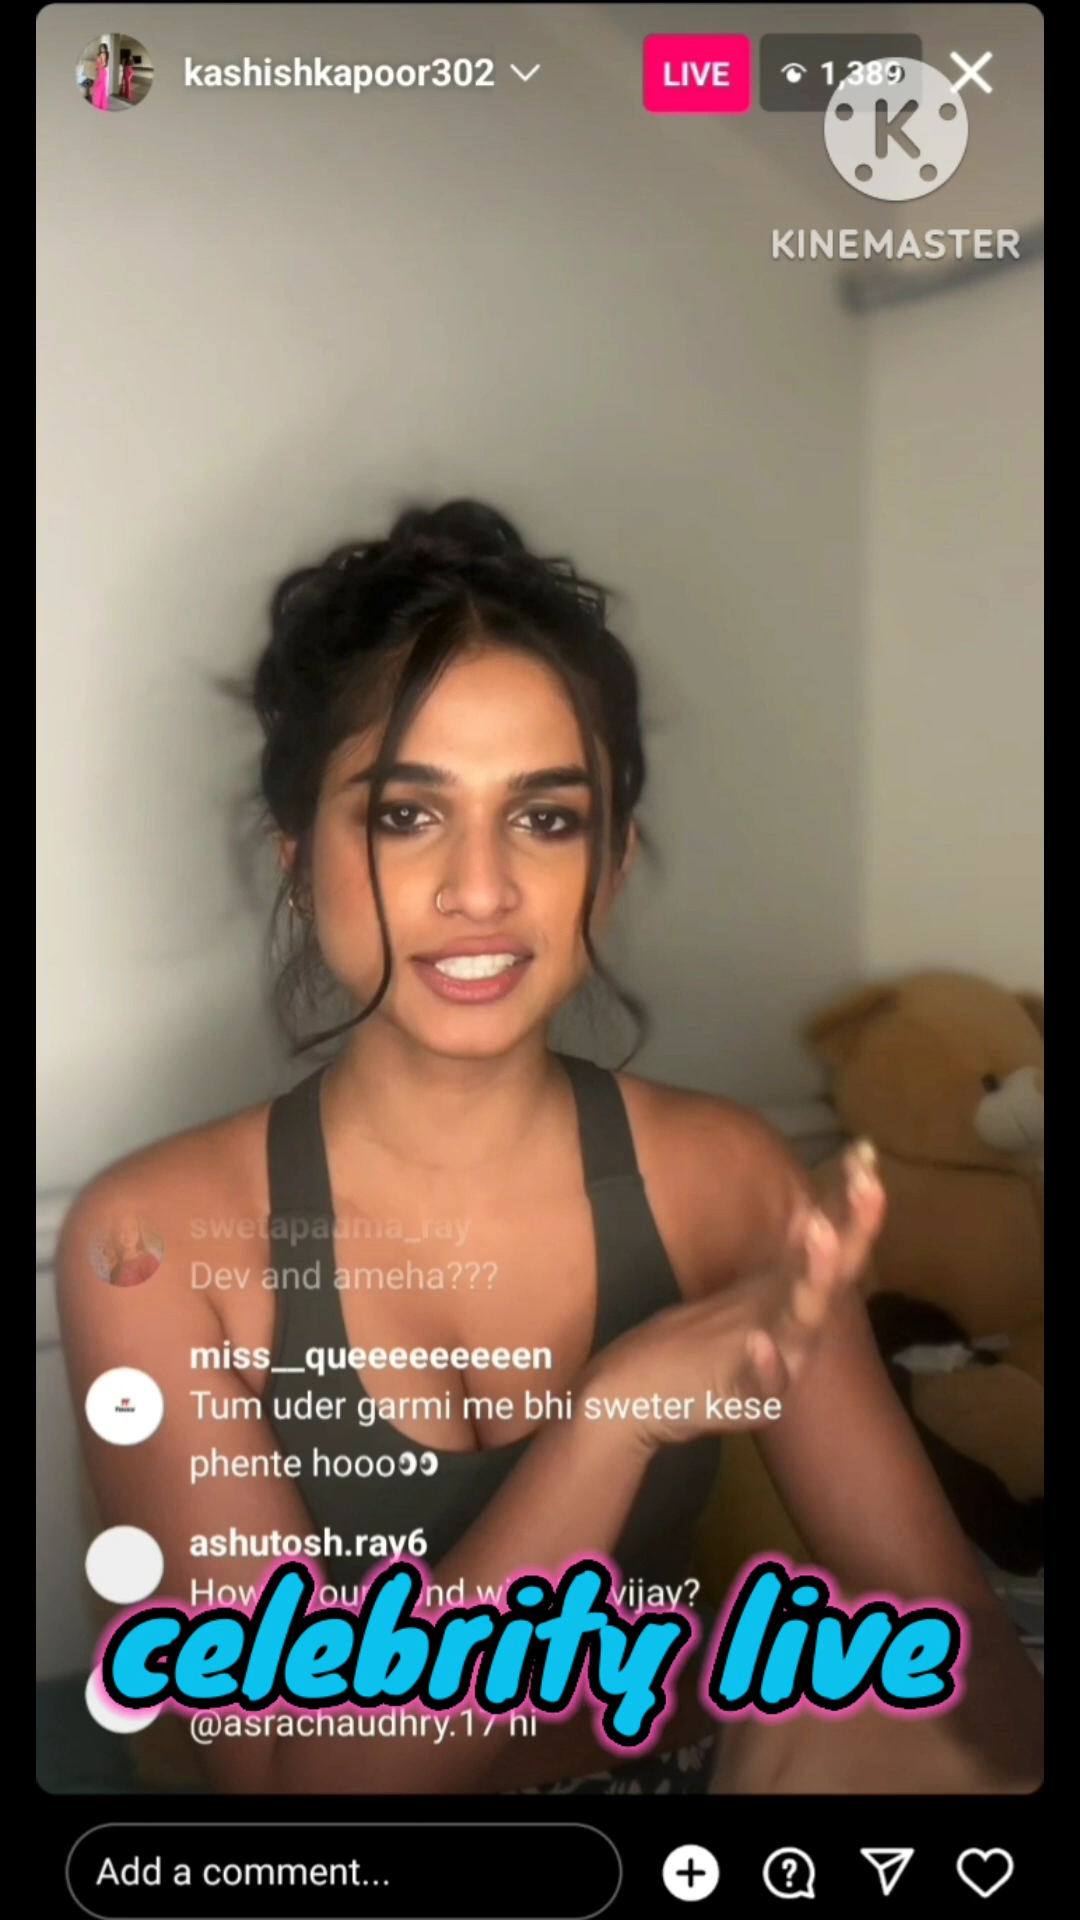 kashishkapoor302
LIVE
1,389
K
KINEMASTER
swetapadma_ray
Dev and ameha???
miss__queeeeeeeeen
Tum uder garmi me bhi sweter kese
phente hooo👀
ashutosh.ray6
vijay?
celebrity live
@asrachaudhry.17 hi
Add a comment...